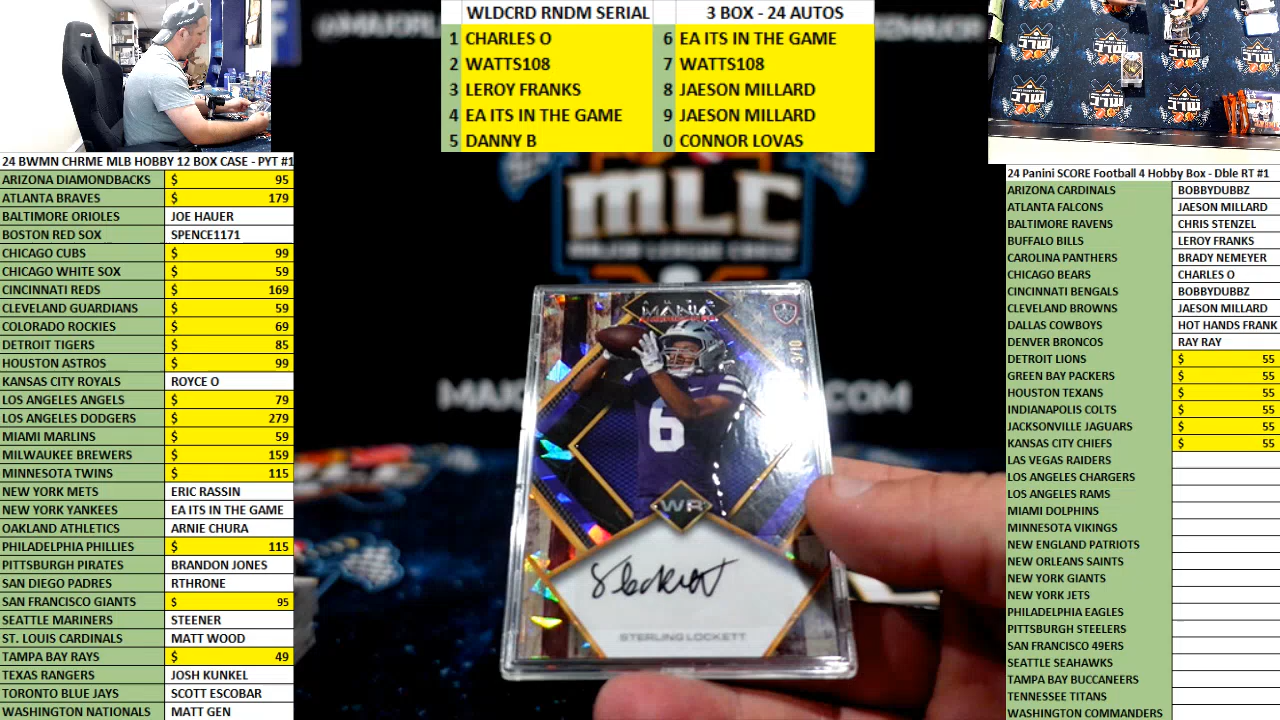 WLDCRD RNDM SERIAL 3 BOX - 24 AUTOS
1 CHARLES O 6 EA ITS IN THE GAME
2 WATTS108 7 WATTS108
3 LEROY FRANKS 8 JAESON MILLARD
4 EA ITS IN THE GAME 9 JAESON MILLARD
5 DANNY B 0 CONNOR LOVAS
24 BWMN CHRME MLB HOBBY 12 BOX CASE - PYT #1
ARIZONA DIAMONDBACKS $ 95
ATLANTA BRAVES $ 179
BALTIMORE ORIOLES JOE HAUER
BOSTON RED SOX SPENCE1171
CHICAGO CUBS $ 99
CHICAGO WHITE SOX $ 59
CINCINNATI REDS $ 169
CLEVELAND GUARDIANS $ 59
COLORADO ROCKIES $ 69
DETROIT TIGERS $ 85
HOUSTON ASTROS $ 99
KANSAS CITY ROYALS ROYCE O
LOS ANGELES ANGELS $ 79
LOS ANGELES DODGERS $ 279
MIAMI MARLINS $ 59
MILWAUKEE BREWERS $ 159
MINNESOTA TWINS $ 115
NEW YORK METS ERIC RASSIN
NEW YORK YANKEES EA ITS IN THE GAME
OAKLAND ATHLETICS ARNIE CHURA
PHILADELPHIA PHILLIES $ 115
PITTSBURGH PIRATES BRANDON JONES
SAN DIEGO PADRES RTHRONE
SAN FRANCISCO GIANTS $ 95
SEATTLE MARINERS STEENER
ST. LOUIS CARDINALS MATT WOOD
TAMPA BAY RAYS $ 49
TEXAS RANGERS JOSH KUNKEL
TORONTO BLUE JAYS SCOTT ESCOBAR
WASHINGTON NATIONALS MATT GEN
MLC
MAJOR LEAGUE
AUTO
MANIA
3/10
6
WR
STERLING LOCKETT
24 Panini SCORE Football 4 Hobby Box - Dble RT #1
ARIZONA CARDINALS BOBBYDUBBZ
ATLANTA FALCONS JAESON MILLARD
BALTIMORE RAVENS CHRIS STENZEL
BUFFALO BILLS LEROY FRANKS
CAROLINA PANTHERS BRADY NEMEYER
CHICAGO BEARS CHARLES O
CINCINNATI BENGALS BOBBYDUBBZ
CLEVELAND BROWNS JAESON MILLARD
DALLAS COWBOYS HOT HANDS FRANK
DENVER BRONCOS RAY RAY
DETROIT LIONS $ 55
GREEN BAY PACKERS $ 55
HOUSTON TEXANS $ 55
INDIANAPOLIS COLTS $ 55
JACKSONVILLE JAGUARS $ 55
KANSAS CITY CHIEFS $ 55
LAS VEGAS RAIDERS
LOS ANGELES CHARGERS
LOS ANGELES RAMS
MIAMI DOLPHINS
MINNESOTA VIKINGS
NEW ENGLAND PATRIOTS
NEW ORLEANS SAINTS
NEW YORK GIANTS
NEW YORK JETS
PHILADELPHIA EAGLES
PITTSBURGH STEELERS
SAN FRANCISCO 49ERS
SEATTLE SEAHAWKS
TAMPA BAY BUCCANEERS
TENNESSEE TITANS
WASHINGTON COMMANDERS